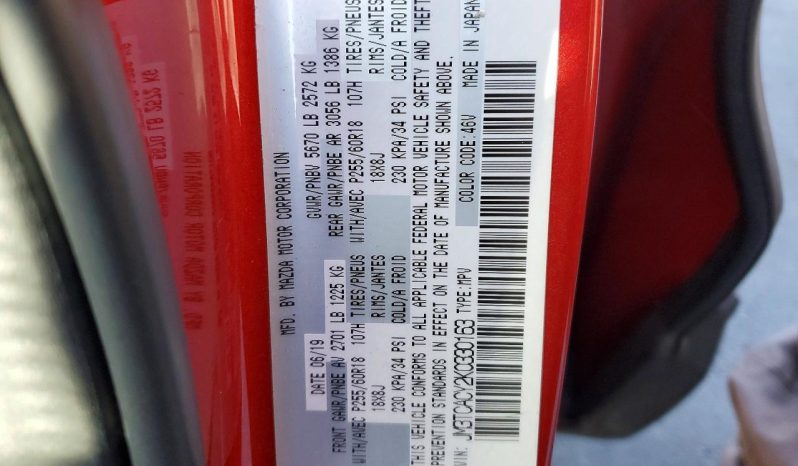 MFD. BY MAZDA MOTOR CORPORATION
DATE 06/19 GVWR/PNBV 5670 LB 2572 KG
FRONT GAWR/PNBE AV 2701 LB 1225 KG REAR GAWR/PNBE AR 3056 LB 1386 KG
WITH/AVEC P255/60R18 107H TIRES/PNEUS WITH/AVEC P255/60R18 107H TIRES/PNEUS
18X8J RIMS/JANTES 18X8J RIMS/JANTES
230 KPA/34 PSI COLD/A FROID 230 KPA/34 PSI COLD/A FROID
THIS VEHICLE CONFORMS TO ALL APPLICABLE FEDERAL MOTOR VEHICLE SAFETY AND THEFT
PREVENTION STANDARDS IN EFFECT ON THE DATE OF MANUFACTURE SHOWN ABOVE.
VIN: JM3TCACY2K0330163 TYPE:MPV COLOR CODE:46V MADE IN JAPAN